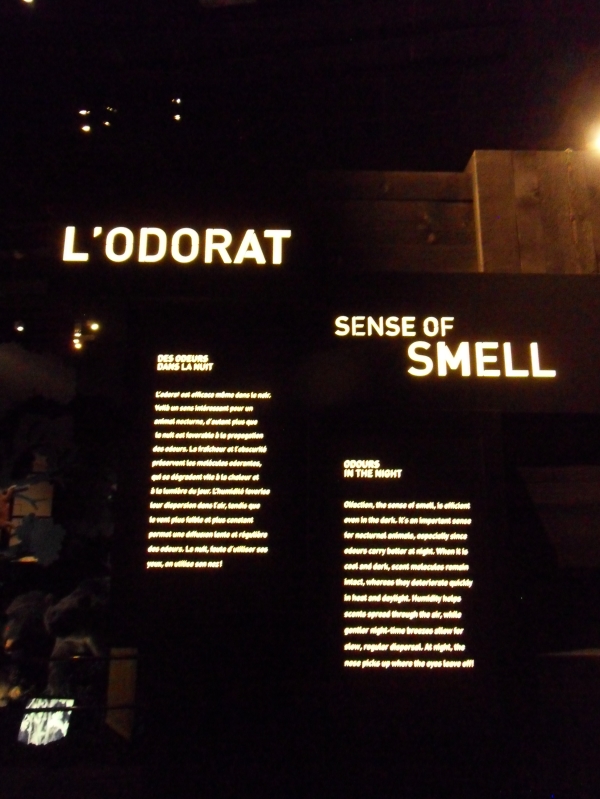 L'ODORAT
DES ODEURS
DANS LA NUIT
L'odorat est efficace même dans le noir.
Voilà un sens intéressant pour un
animal nocturne, d'autant plus que
la nuit est favorable à la propagation
des odeurs. La fraîcheur et l'obscurité
préservent les molécules odorantes,
qui se dégradent vite à la chaleur et
à la lumière du jour. L'humidité favorise
leur dispersion dans l'air, tandis que
le vent plus faible et plus constant
permet une diffusion lente et régulière
des odeurs. La nuit, faute d'utiliser ses
yeux, on utilise son nez !
SENSE OF
SMELL
ODOURS
IN THE NIGHT
Olfaction, the sense of smell, is efficient
even in the dark. It's an important sense
for nocturnal animals, especially since
odours carry better at night. When it is
cool and dark, scent molecules remain
intact, whereas they deteriorate quickly
in heat and daylight. Humidity helps
scents spread through the air, while
gentler night-time breezes allow for
slow, regular dispersal. At night, the
nose picks up where the eyes leave off!